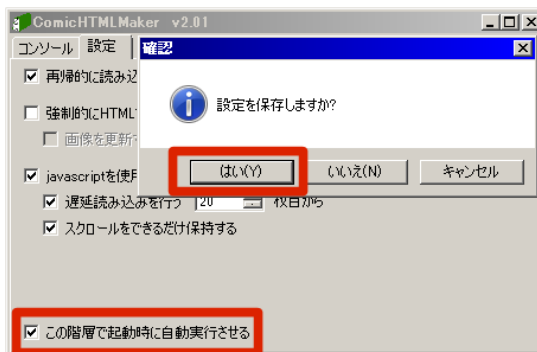 ComicHTMLMaker v2.01
コンソール 設定
確認
再帰的に読み込
設定を保存しますか?
強制的にHTML
画像を更新
はい(Y) いいえ(N) キャンセル
javascriptを使用
遅延読み込みを行う 20 枚目から
スクロールをできるだけ保持する
この階層で起動時に自動実行させる